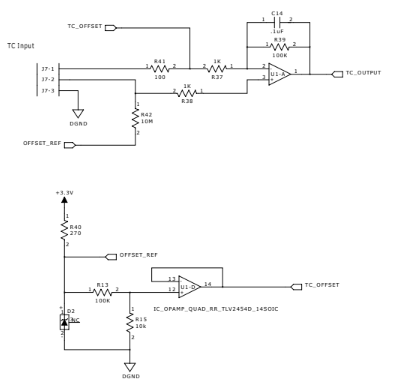 TC_OFFSET
C14
1 2
.1uF
TC Input
R41
1K
R39
1 2
J7-1
1 2
2 1
100K
100
R37
2
U1-A
1
TC_OUTPUT
J7-2
1K
3
J7-3
2 1
R38
1
R42
10M
2
DGND
OFFSET_REF
+3.3V
1
R40
270
2
OFFSET_REF
13
U1-D
14
TC_OFFSET
R13
1 2
12
100K
IC_OPAMP_QUAD_RR_TLV2454D_14SOIC
D2
1
R15
10k
2
DGND